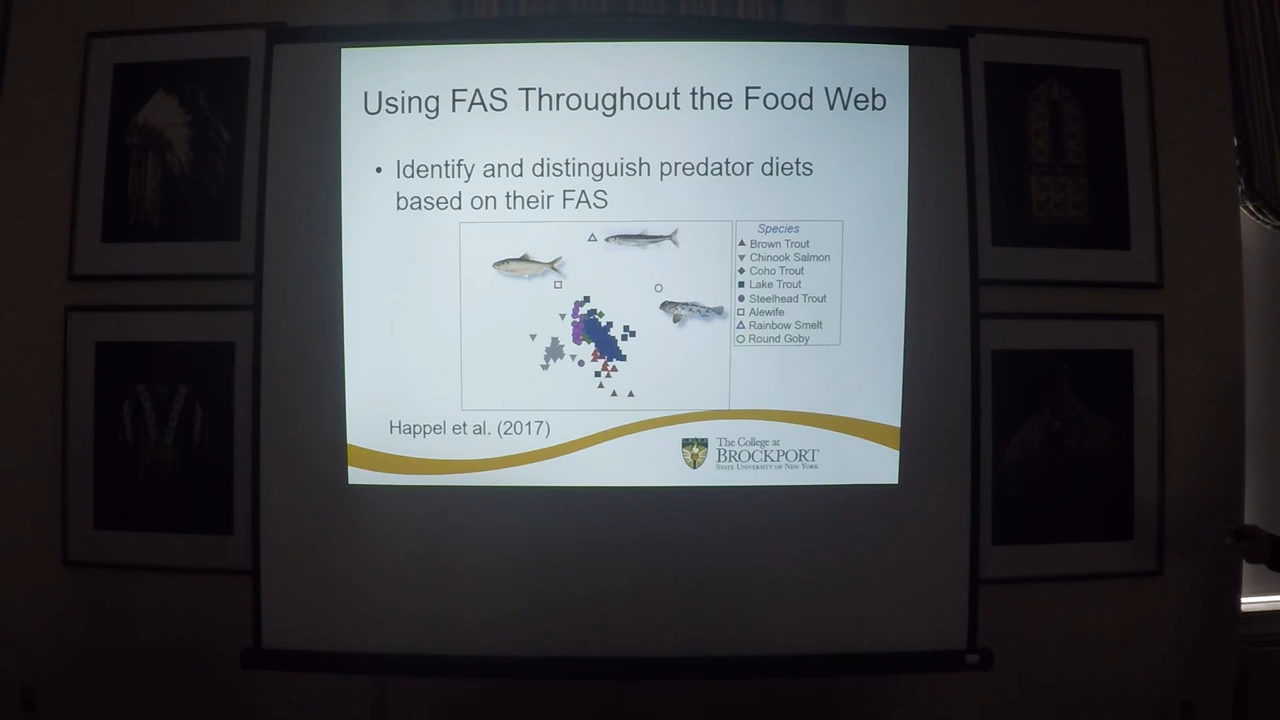 Using FAS Throughout the Food Web
• Identify and distinguish predator diets
based on their FAS
Species
Brown Trout
Chinook Salmon
Coho Trout
Lake Trout
Steelhead Trout
Alewife
Rainbow Smelt
Round Goby
Happel et al. (2017)
The College at
BROCKPORT
STATE UNIVERSITY OF NEW YORK